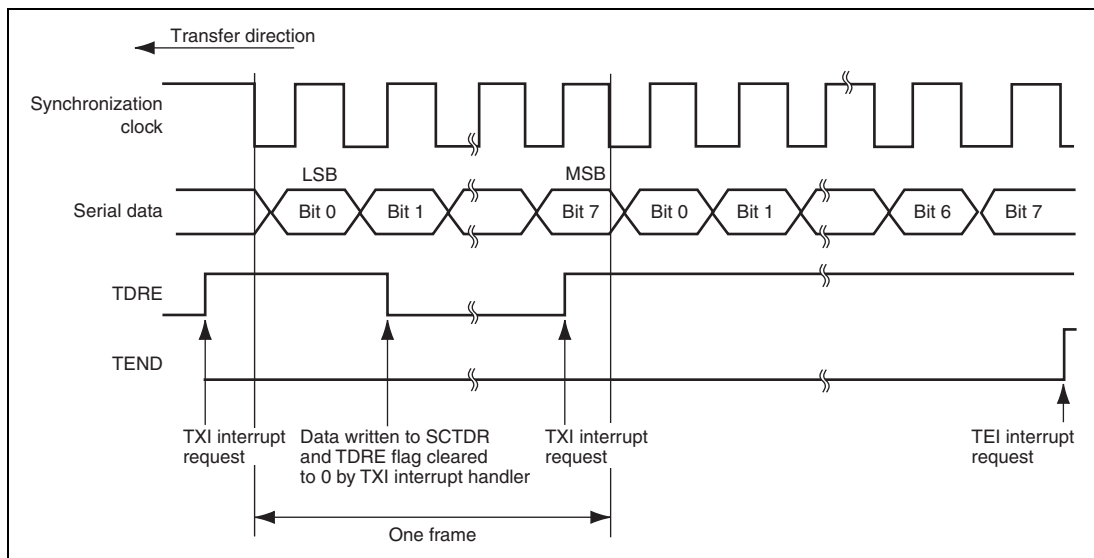 Transfer direction
Synchronization
clock
LSB
MSB
Serial data
Bit 0
Bit 1
Bit 7
Bit 0
Bit 1
Bit 6
Bit 7
TDRE
TEND
TXI interrupt
request
Data written to SCTDR
and TDRE flag cleared
to 0 by TXI interrupt handler
TXI interrupt
request
TEI interrupt
request
One frame